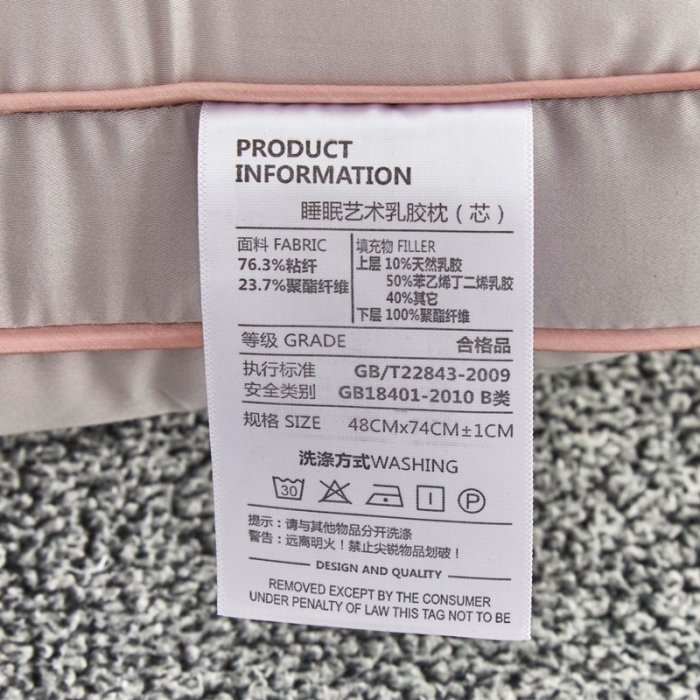 PRODUCT
INFORMATION
睡眠艺术乳胶枕（芯）
面料 FABRIC
76.3%粘纤
23.7%聚酯纤维
填充物 FILLER
上层 10%天然乳胶
50%苯乙烯丁二烯乳胶
40%其它
下层 100%聚酯纤维
等级 GRADE 合格品
执行标准 GB/T22843-2009
安全类别 GB18401-2010 B类
规格 SIZE 48CMx74CM±1CM
洗涤方式WASHING
30 P
提示：请与其他物品分开洗涤
警告：远离明火！禁止尖锐物品划破！
DESIGN AND QUALITY
REMOVED EXCEPT BY THE CONSUMER
UNDER PENALTY OF LAW THIS TAG NOT TO BE